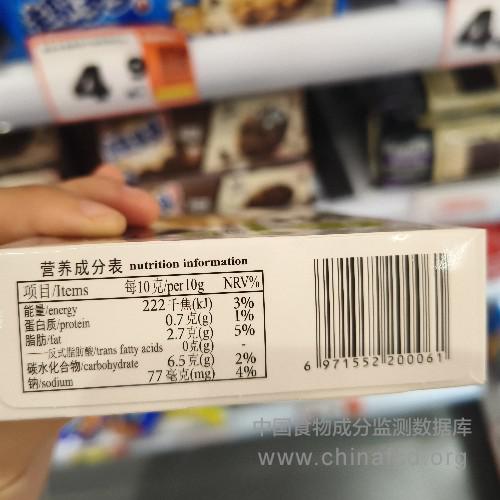 4.9
4
营养成分表 nutrition information
项目/Items 每10克/per10g NRV%
能量/energy 222千焦(kJ) 3%
蛋白质/protein 0.7克(g) 1%
脂肪/fat 2.7克(g) 5%
—反式脂肪酸/trans fatty acids 0克(g) -
碳水化合物/carbohydrate 6.5克(g) 2%
钠/sodium 77毫克(mg) 4%
6 971552 200061
中国食物成分监测数据库
www.chinafcd.org